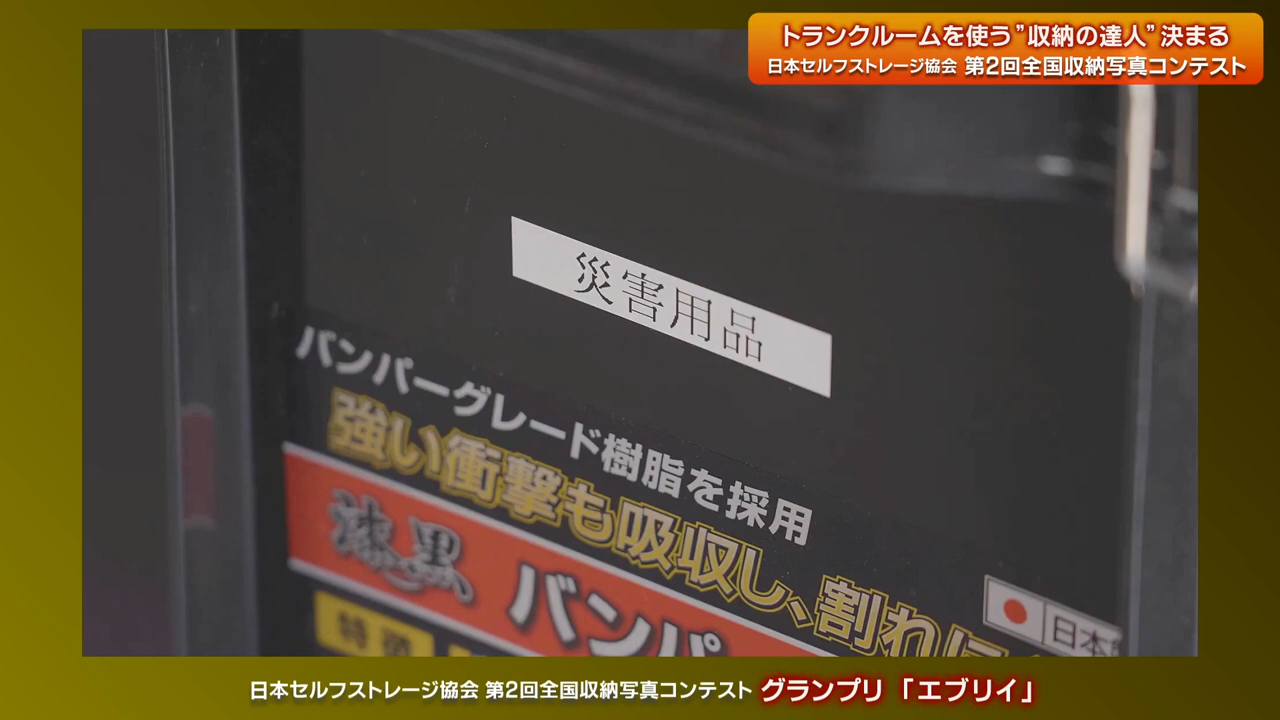 トランクルームを使う”収納の達人”決まる
日本セルフストレージ協会 第2回全国収納写真コンテスト
災害用品
バンパーグレード樹脂を採用
強い衝撃も吸収し、割れに
漆黒 バンパ
特徴
日本
日本セルフストレージ協会 第2回全国収納写真コンテスト グランプリ「エブリイ」